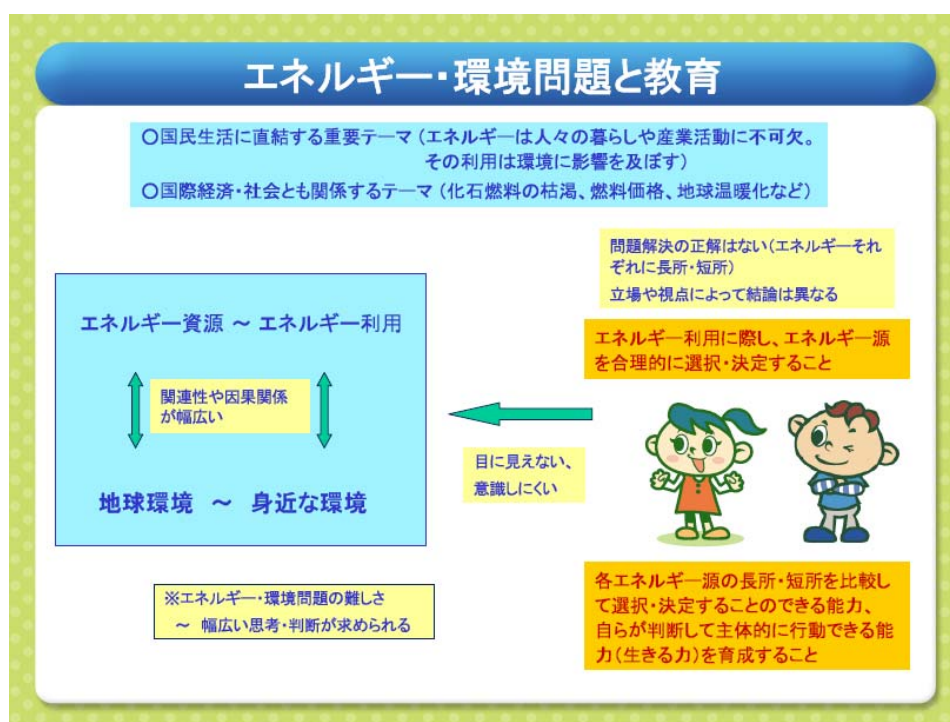 エネルギー・環境問題と教育
〇国民生活に直結する重要テーマ（エネルギーは人々の暮らしや産業活動に不可欠。
その利用は環境に影響を及ぼす）
〇国際経済・社会とも関係するテーマ（化石燃料の枯渇、燃料価格、地球温暖化など）
問題解決の正解はない（エネルギーそれ
ぞれに長所・短所）
立場や視点によって結論は異なる
エネルギー資源 ～ エネルギー利用
エネルギー利用に際し、エネルギー源
を合理的に選択・決定すること
関連性や因果関係
が幅広い
目に見えない、
意識しにくい
地球環境 ～ 身近な環境
※エネルギー・環境問題の難しさ
～ 幅広い思考・判断が求められる
各エネルギー源の長所・短所を比較し
て選択・決定することのできる能力、
自らが判断して主体的に行動できる能
力（生きる力）を育成すること